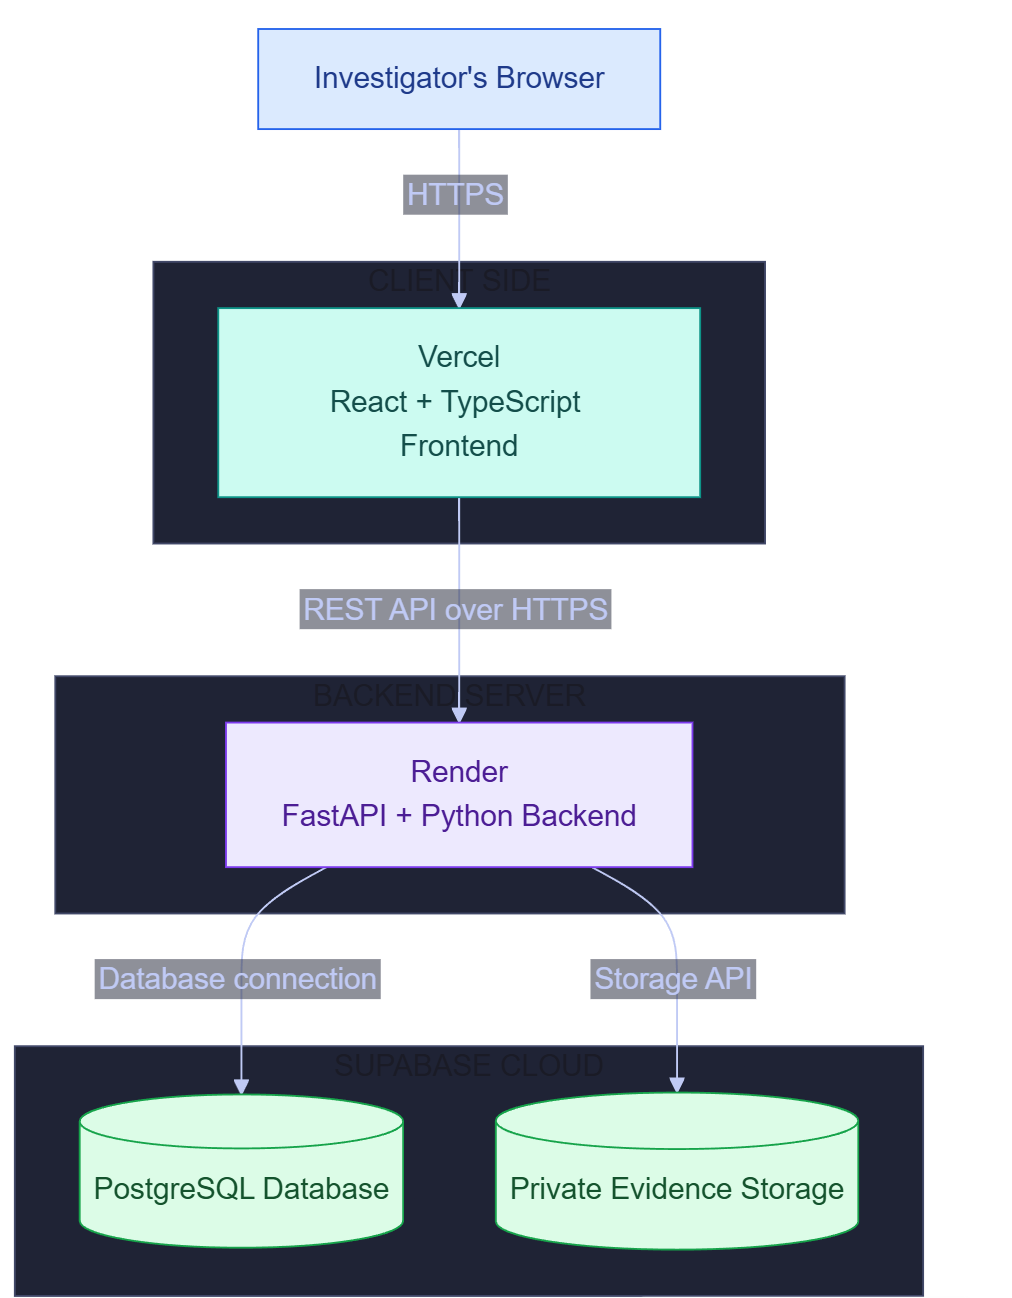 Investigator's Browser
HTTPS
CLIENT SIDE
Vercel
React + TypeScript
Frontend
REST API over HTTPS
BACKEND SERVER
Render
FastAPI + Python Backend
Database connection
Storage API
SUPABASE CLOUD
PostgreSQL Database
Private Evidence Storage